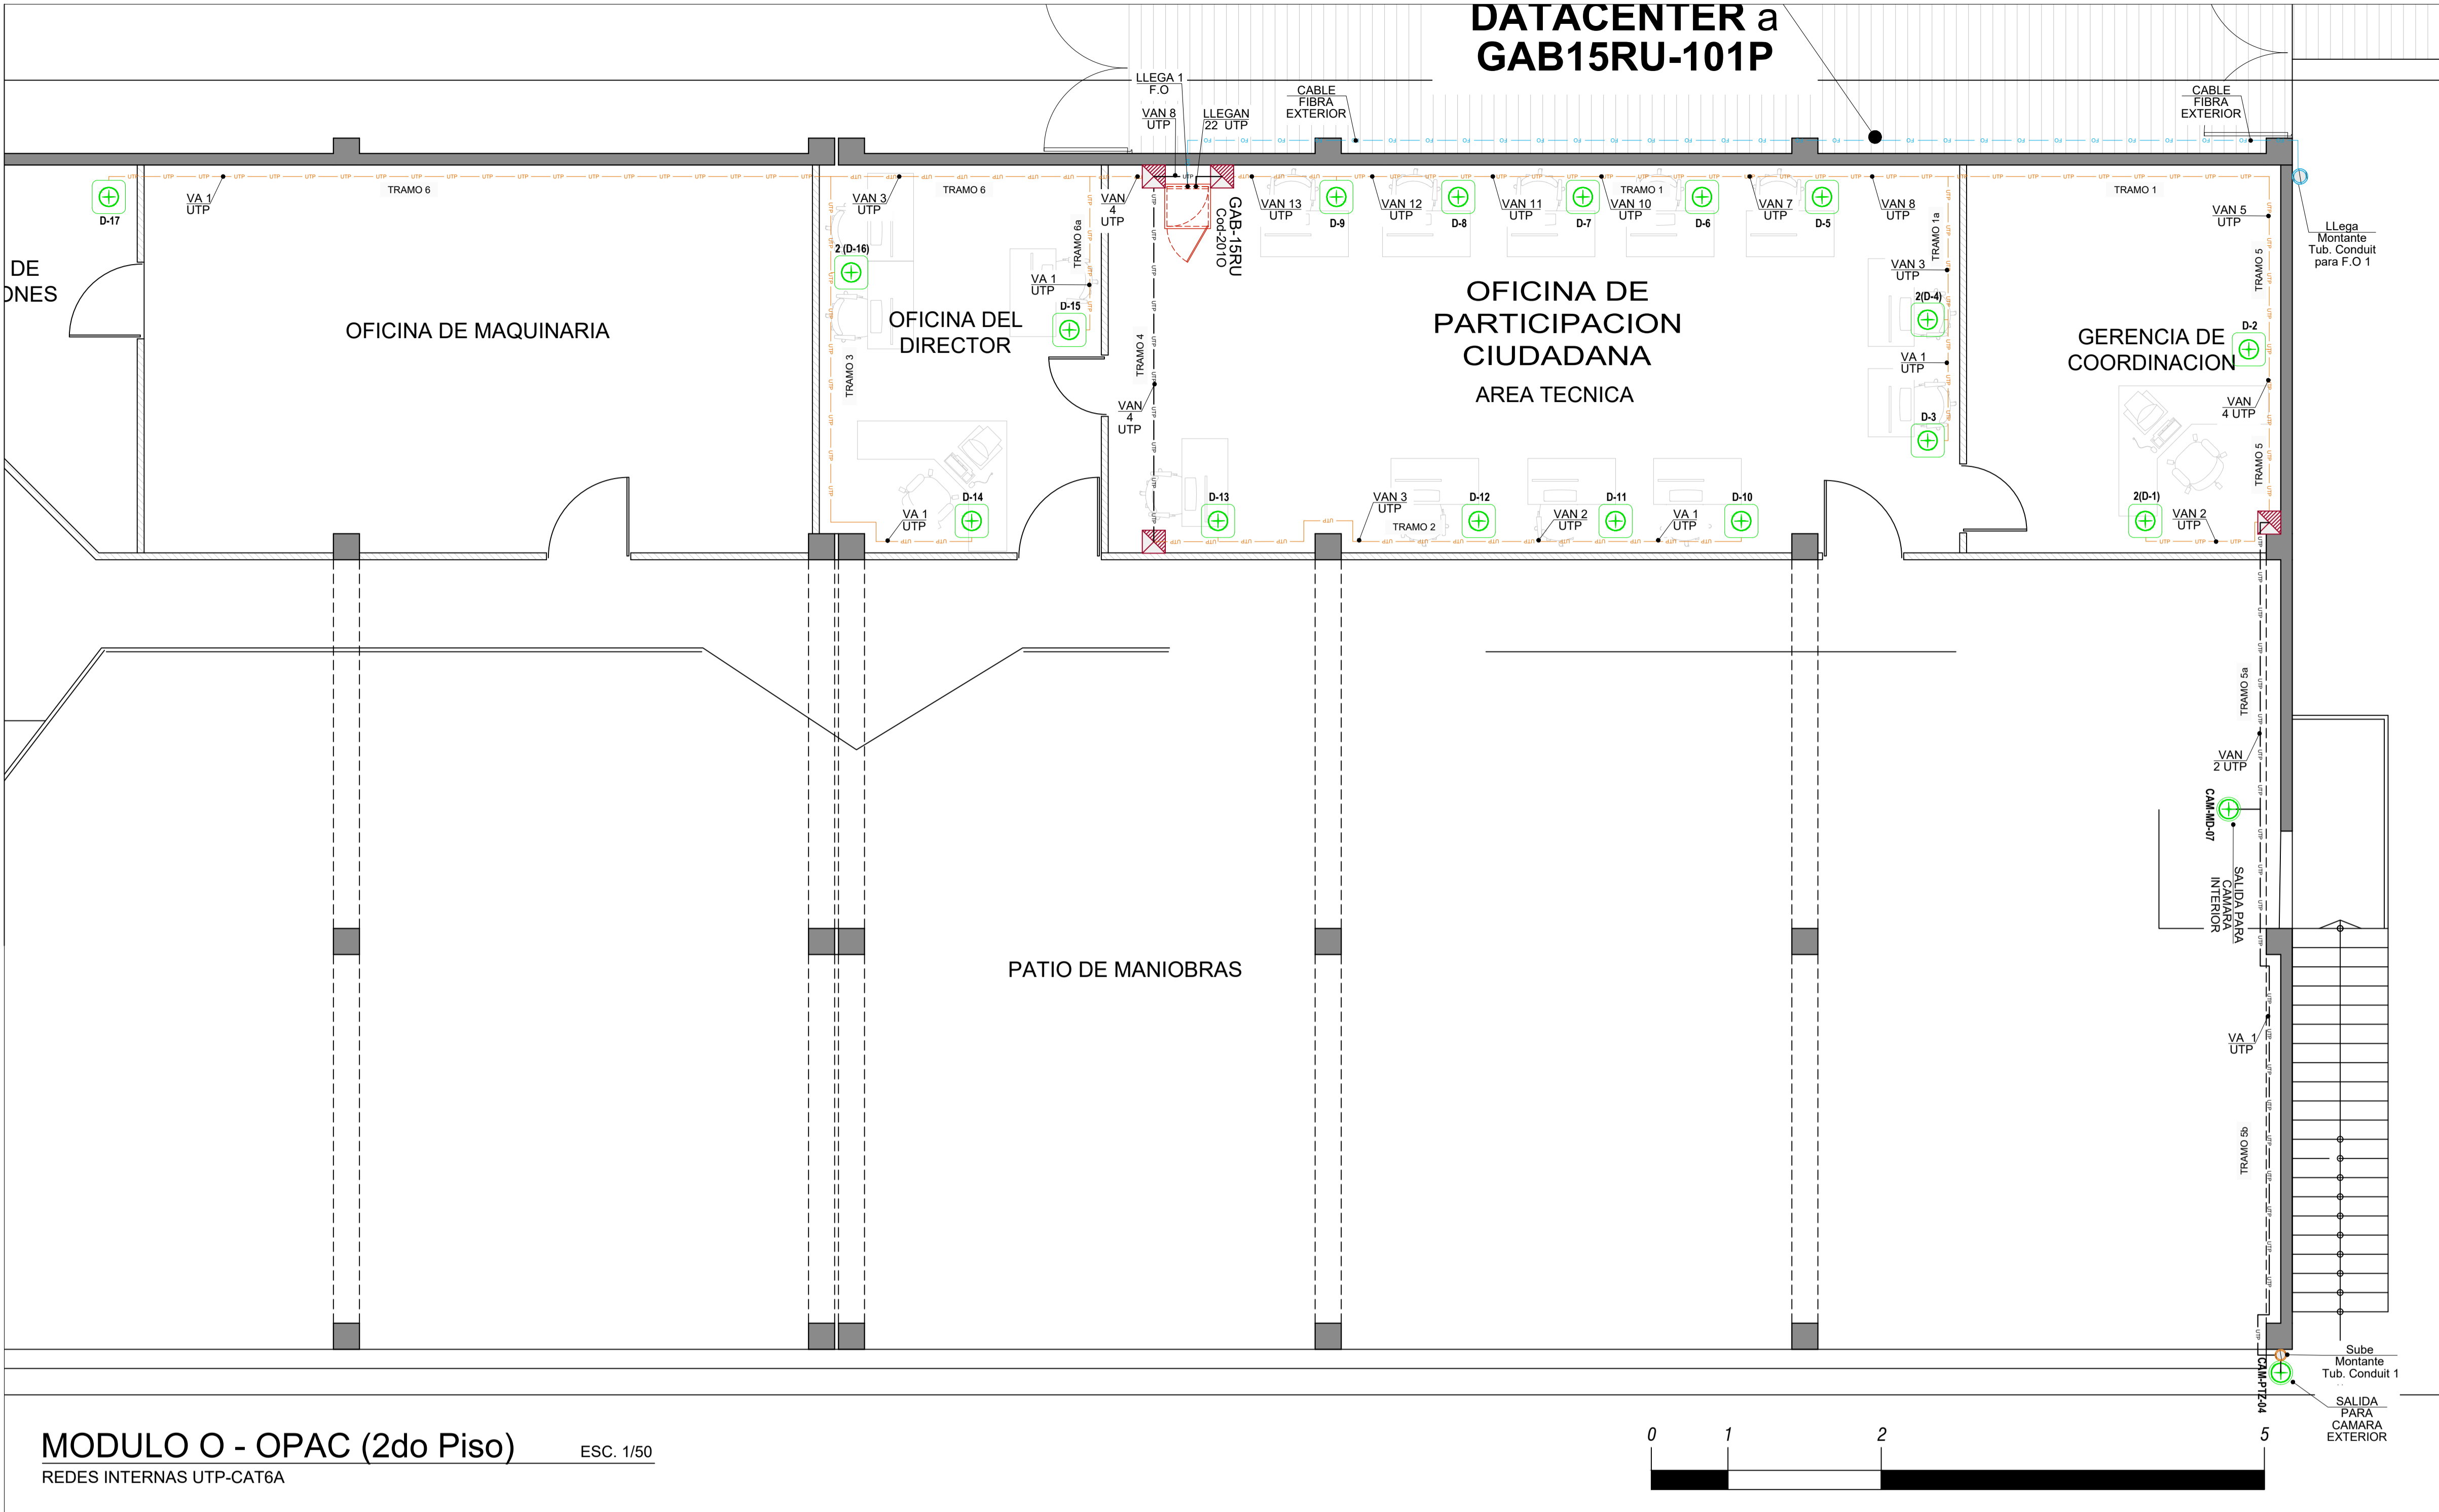 DATACENTER a
GAB15RU-101P
LLEGA 1
F.O
VAN 8
UTP
LLEGAN
22 UTP
CABLE
FIBRA
EXTERIOR
CABLE
FIBRA
EXTERIOR
D-17
VA 1
UTP
TRAMO 6
VAN 3
UTP
TRAMO 6
VAN
4
UTP
GAB-15RU
Cod-201O
VAN 13
UTP
D-9
VAN 12
UTP
D-8
VAN 11
UTP
D-7
VAN 10
UTP
TRAMO 1
D-6
VAN 7
UTP
D-5
VAN 8
UTP
TRAMO 1
VAN 5
UTP
LLega
Montante
Tub. Conduit
para F.O 1
DE
ONES
OFICINA DE MAQUINARIA
2 (D-16)
OFICINA DEL
DIRECTOR
TRAMO 3
TRAMO 6a
VA 1
UTP
D-15
TRAMO 4
VAN
4
UTP
OFICINA DE
PARTICIPACION
CIUDADANA
AREA TECNICA
TRAMO 1a
VAN 3
UTP
2(D-4)
VA 1
UTP
D-3
TRAMO 5
D-2
GERENCIA DE
COORDINACION
VAN
4 UTP
TRAMO 5
VA 1
UTP
D-14
D-13
VAN 3
UTP
TRAMO 2
D-12
VAN 2
UTP
D-11
VA 1
UTP
D-10
2(D-1)
VAN 2
UTP
TRAMO 5a
VAN
2 UTP
CAM-MD-07
SALIDA PARA
CAMARA
INTERIOR
PATIO DE MANIOBRAS
VA 1
UTP
TRAMO 5b
Sube
Montante
Tub. Conduit 1
CAM-PTZ-04
SALIDA
PARA
CAMARA
EXTERIOR
MODULO O - OPAC (2do Piso)
ESC. 1/50
REDES INTERNAS UTP-CAT6A
0 1 2 5